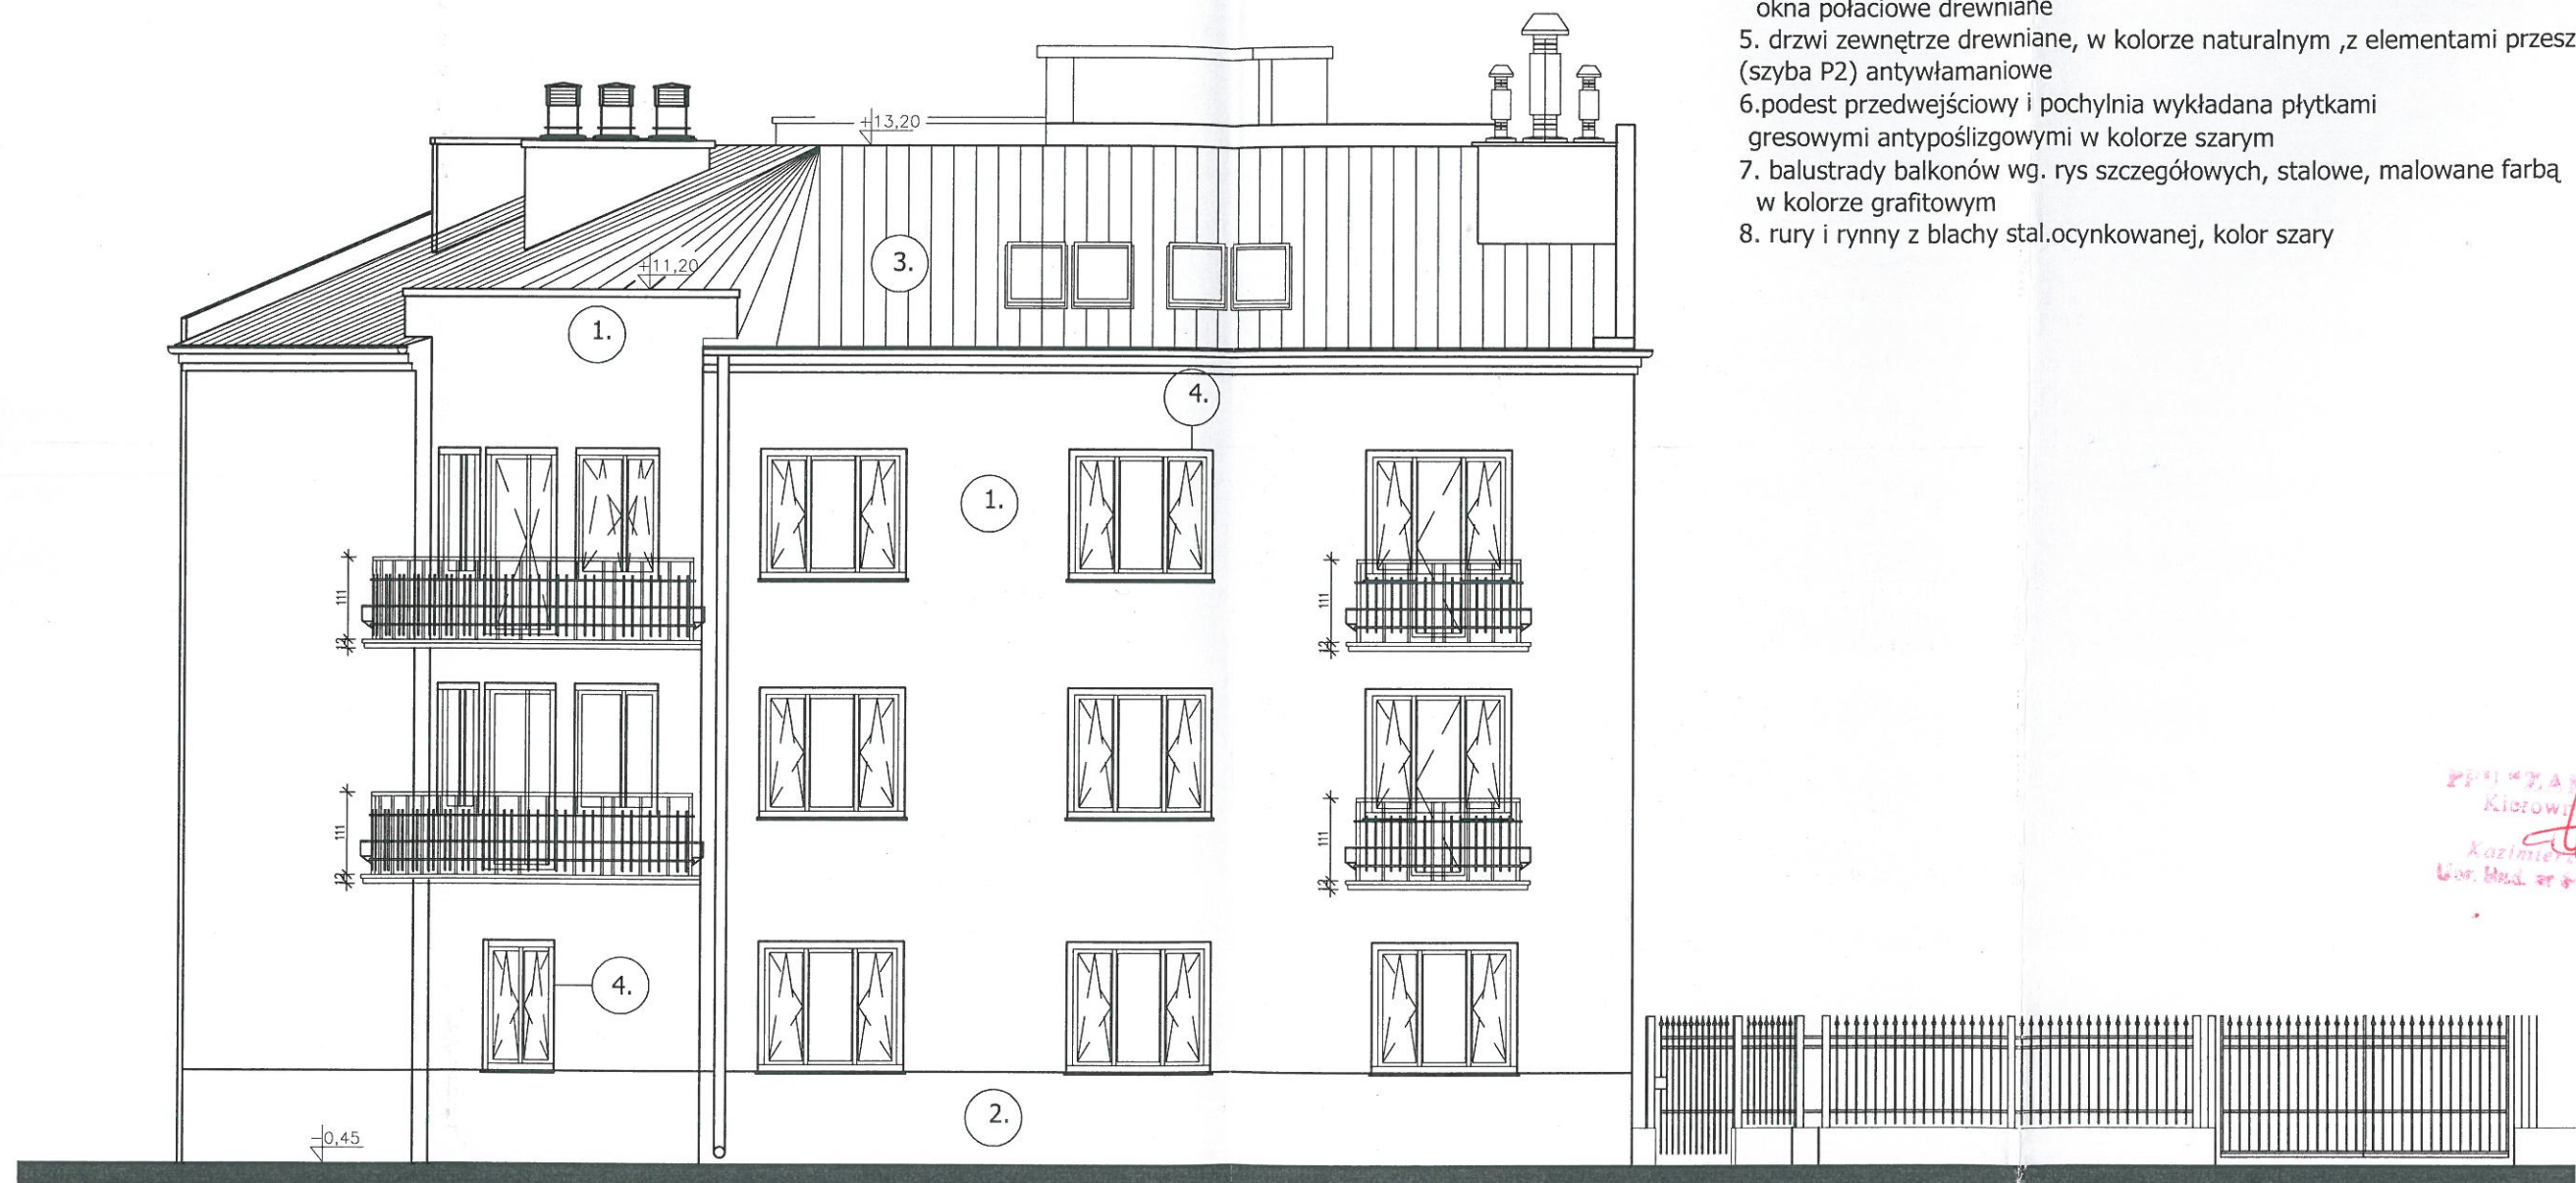 okna połaciowe drewniane
5. drzwi zewnętrze drewniane, w kolorze naturalnym ,z elementami przesz
(szyba P2) antywłamaniowe
6.podest przedwejściowy i pochylnia wykładana płytkami
gresowymi antypoślizgowymi w kolorze szarym
7. balustrady balkonów wg. rys szczegółowych, stalowe, malowane farbą
w kolorze grafitowym
8. rury i rynny z blachy stal.ocynkowanej, kolor szary
+13,20
+11,20
3.
1.
4.
1.
111
12
111
12
111
12
111
12
4.
2.
-0,45
Kierown
Kazimierz